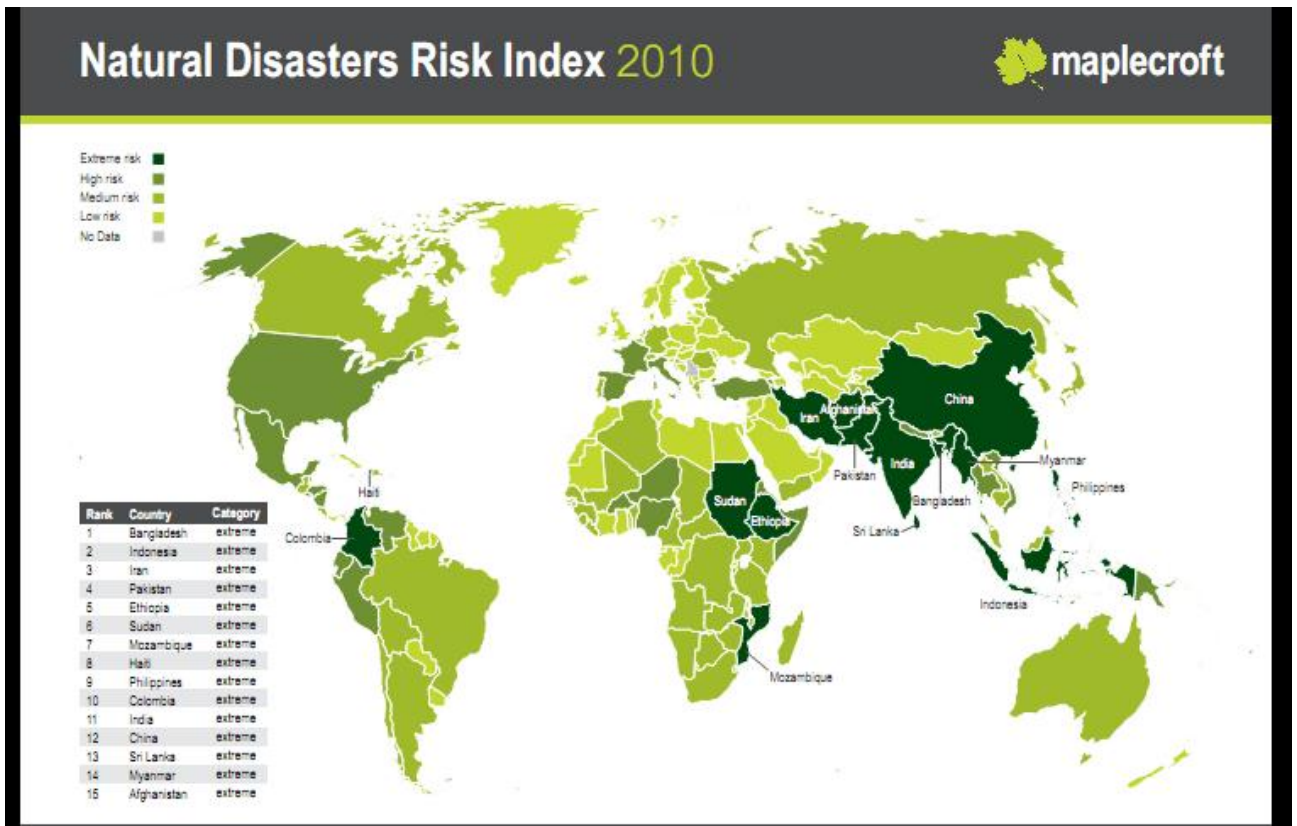 Natural Disasters Risk Index 2010
maplecroft
Extreme risk
High risk
Medium risk
Low risk
No Data
China
Afghanistan
Iran
Myanmar
India
Pakistan
Philippines
Haiti
Bangladesh
Sudan
Ethiopia
Sri Lanka
Colombia
Indonesia
Mozambique
Rank Country Category
1 Bangladesh extreme
2 Indonesia extreme
3 Iran extreme
4 Pakistan extreme
5 Ethiopia extreme
6 Sudan extreme
7 Mozambique extreme
8 Haiti extreme
9 Philippines extreme
10 Colombia extreme
11 India extreme
12 China extreme
13 Sri Lanka extreme
14 Myanmar extreme
15 Afghanistan extreme